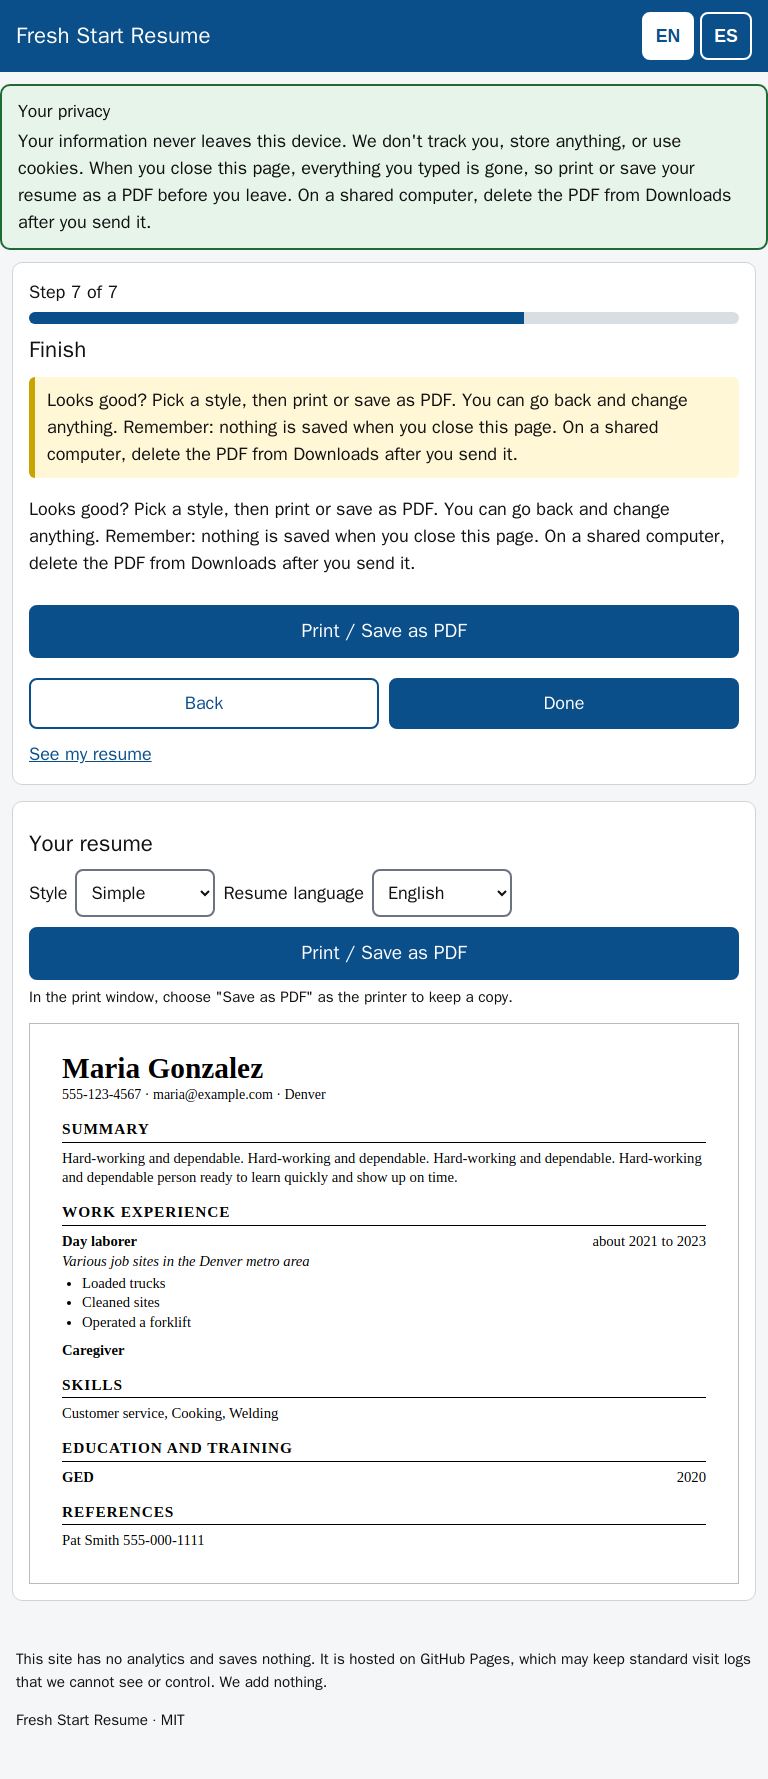 Fresh Start Resume
EN ES
Your privacy
Your information never leaves this device. We don't track you, store anything, or use
cookies. When you close this page, everything you typed is gone, so print or save your
resume as a PDF before you leave. On a shared computer, delete the PDF from Downloads
after you send it.
Step 7 of 7
Finish
Looks good? Pick a style, then print or save as PDF. You can go back and change
anything. Remember: nothing is saved when you close this page. On a shared
computer, delete the PDF from Downloads after you send it.
Looks good? Pick a style, then print or save as PDF. You can go back and change
anything. Remember: nothing is saved when you close this page. On a shared computer,
delete the PDF from Downloads after you send it.
Print / Save as PDF
Back Done
See my resume
Your resume
Style Simple Resume language English
Print / Save as PDF
In the print window, choose "Save as PDF" as the printer to keep a copy.
Maria Gonzalez
555-123-4567 · maria@example.com · Denver
SUMMARY
Hard-working and dependable. Hard-working and dependable. Hard-working and dependable. Hard-working
and dependable person ready to learn quickly and show up on time.
WORK EXPERIENCE
Day laborer about 2021 to 2023
Various job sites in the Denver metro area
• Loaded trucks
• Cleaned sites
• Operated a forklift
Caregiver
SKILLS
Customer service, Cooking, Welding
EDUCATION AND TRAINING
GED 2020
REFERENCES
Pat Smith 555-000-1111
This site has no analytics and saves nothing. It is hosted on GitHub Pages, which may keep standard visit logs
that we cannot see or control. We add nothing.
Fresh Start Resume · MIT